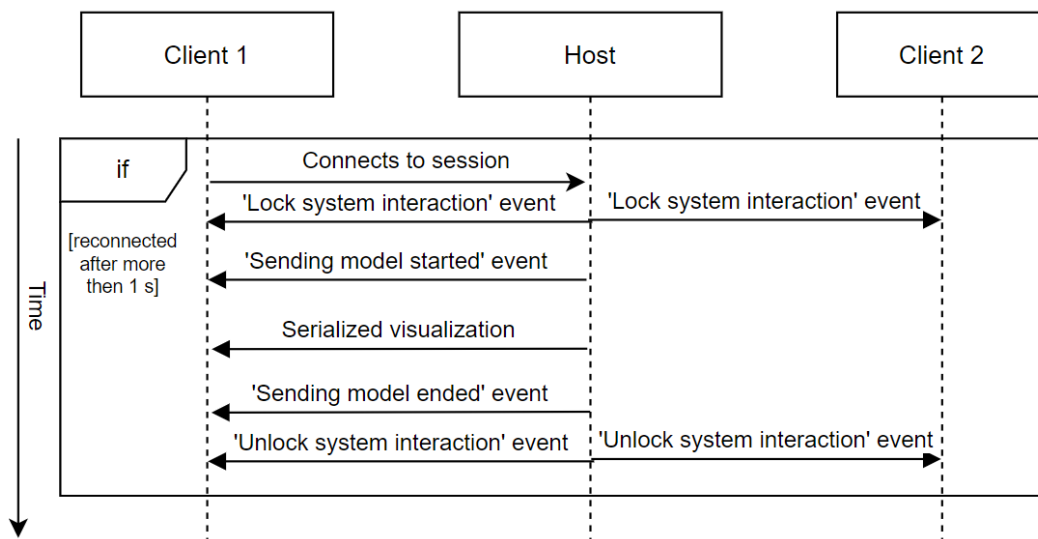 Client 1
Host
Client 2
if
Connects to session
'Lock system interaction' event
'Lock system interaction' event
[reconnected
after more
then 1 s]
'Sending model started' event
Time
Serialized visualization
'Sending model ended' event
'Unlock system interaction' event
'Unlock system interaction' event